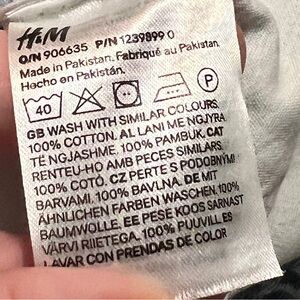 H&M
O/N 906635 P/N 1239899 0
Made in Pakistan. Fabriqué au Pakistan.
Hecho en Pakistán.
40 P
GB WASH WITH SIMILAR COLOURS.
100% COTTON. AL LANI ME NGJYRA
TË NGJASHME. 100% PAMBUK. CAT
RENTEU-HO AMB PECES SIMILARS.
100% COTÓ. CZ PERTE S PODOBNÝMI
BARVAMI. 100% BAVLNA. DE MIT
ÄHNLICHEN FARBEN WASCHEN. 100%
BAUMWOLLE. EE PESE KOOS SARNAST
VÄRVI RIIETEGA. 100% PUUVILL ES
LAVAR CON PRENDAS DE COLOR